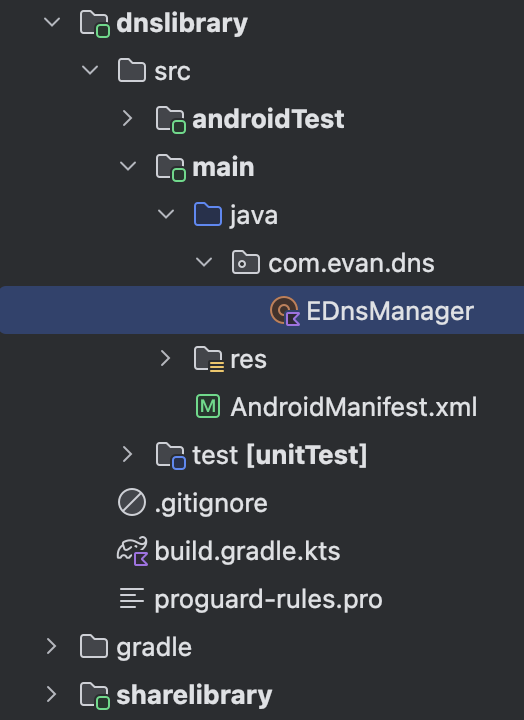 dnslibrary
src
androidTest
main
java
com.evan.dns
EDnsManager
res
AndroidManifest.xml
test [unitTest]
.gitignore
build.gradle.kts
proguard-rules.pro
gradle
sharelibrary